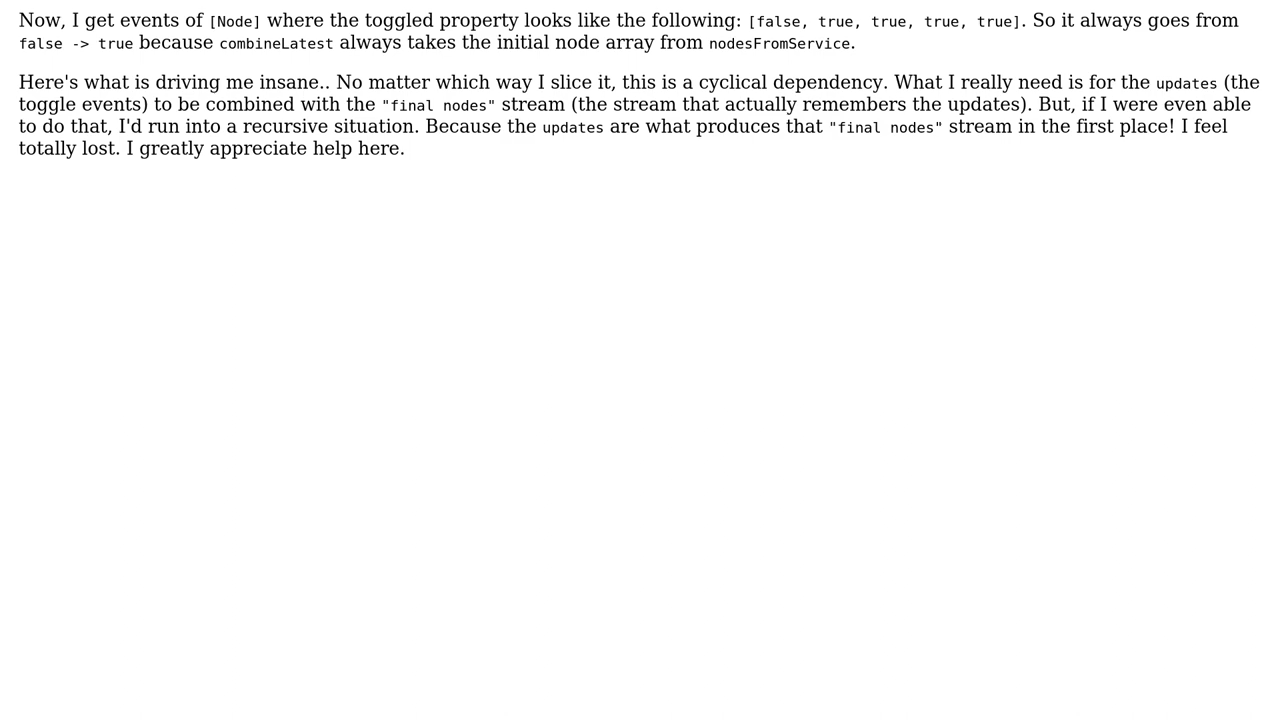 Now, I get events of [Node] where the toggled property looks like the following: [false, true, true, true, true]. So it always goes from
false -> true because combineLatest always takes the initial node array from nodesFromService.
Here's what is driving me insane.. No matter which way I slice it, this is a cyclical dependency. What I really need is for the updates (the
toggle events) to be combined with the "final nodes" stream (the stream that actually remembers the updates). But, if I were even able
to do that, I'd run into a recursive situation. Because the updates are what produces that "final nodes" stream in the first place! I feel
totally lost. I greatly appreciate help here.